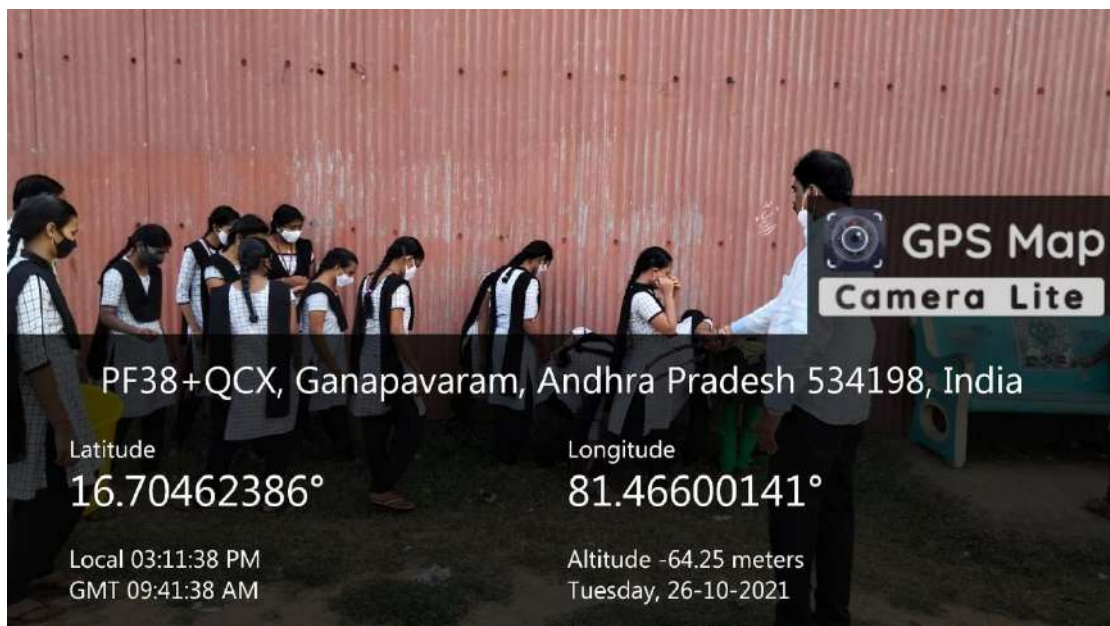 GPS Map
Camera Lite
PF38+QCX, Ganapavaram, Andhra Pradesh 534198, India
Latitude
16.70462386°
Longitude
81.46600141°
Local 03:11:38 PM
GMT 09:41:38 AM
Altitude -64.25 meters
Tuesday, 26-10-2021